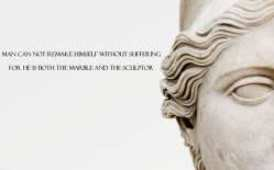 MAN CAN NOT REMAKE HIMSELF WITHOUT SUFFERING
FOR HE IS BOTH THE MARBLE AND THE SCULPTOR